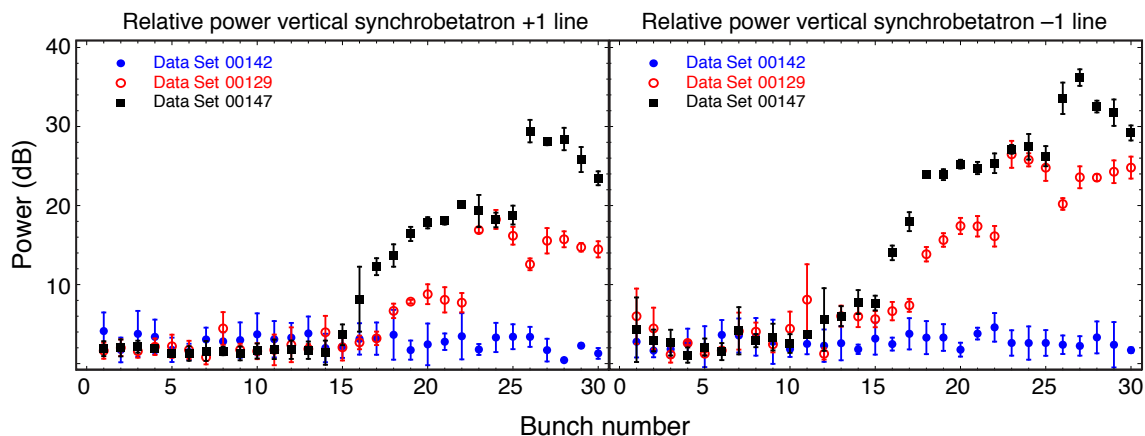 Relative power vertical synchrobetatron +1 line
Relative power vertical synchrobetatron –1 line
40
30
20
10
Power (dB)
Data Set 00142
Data Set 00129
Data Set 00147
Data Set 00142
Data Set 00129
Data Set 00147
0 5 10 15 20 25 30
0 5 10 15 20 25 30
Bunch number